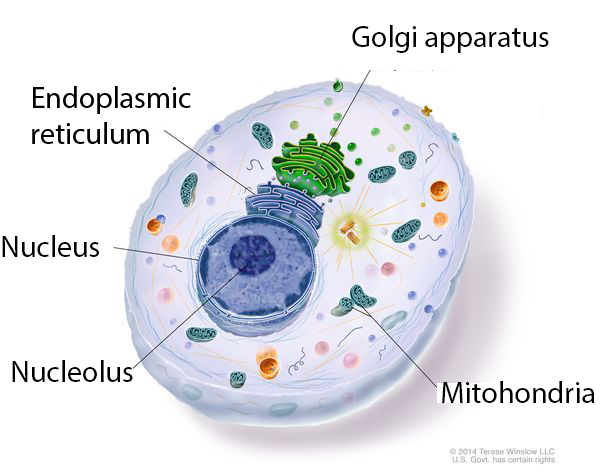 Golgi apparatus
Endoplasmic
reticulum
Nucleus
Nucleolus
Mitohondria
© 2014 Terese Winslow LLC
U.S. Govt. has certain rights